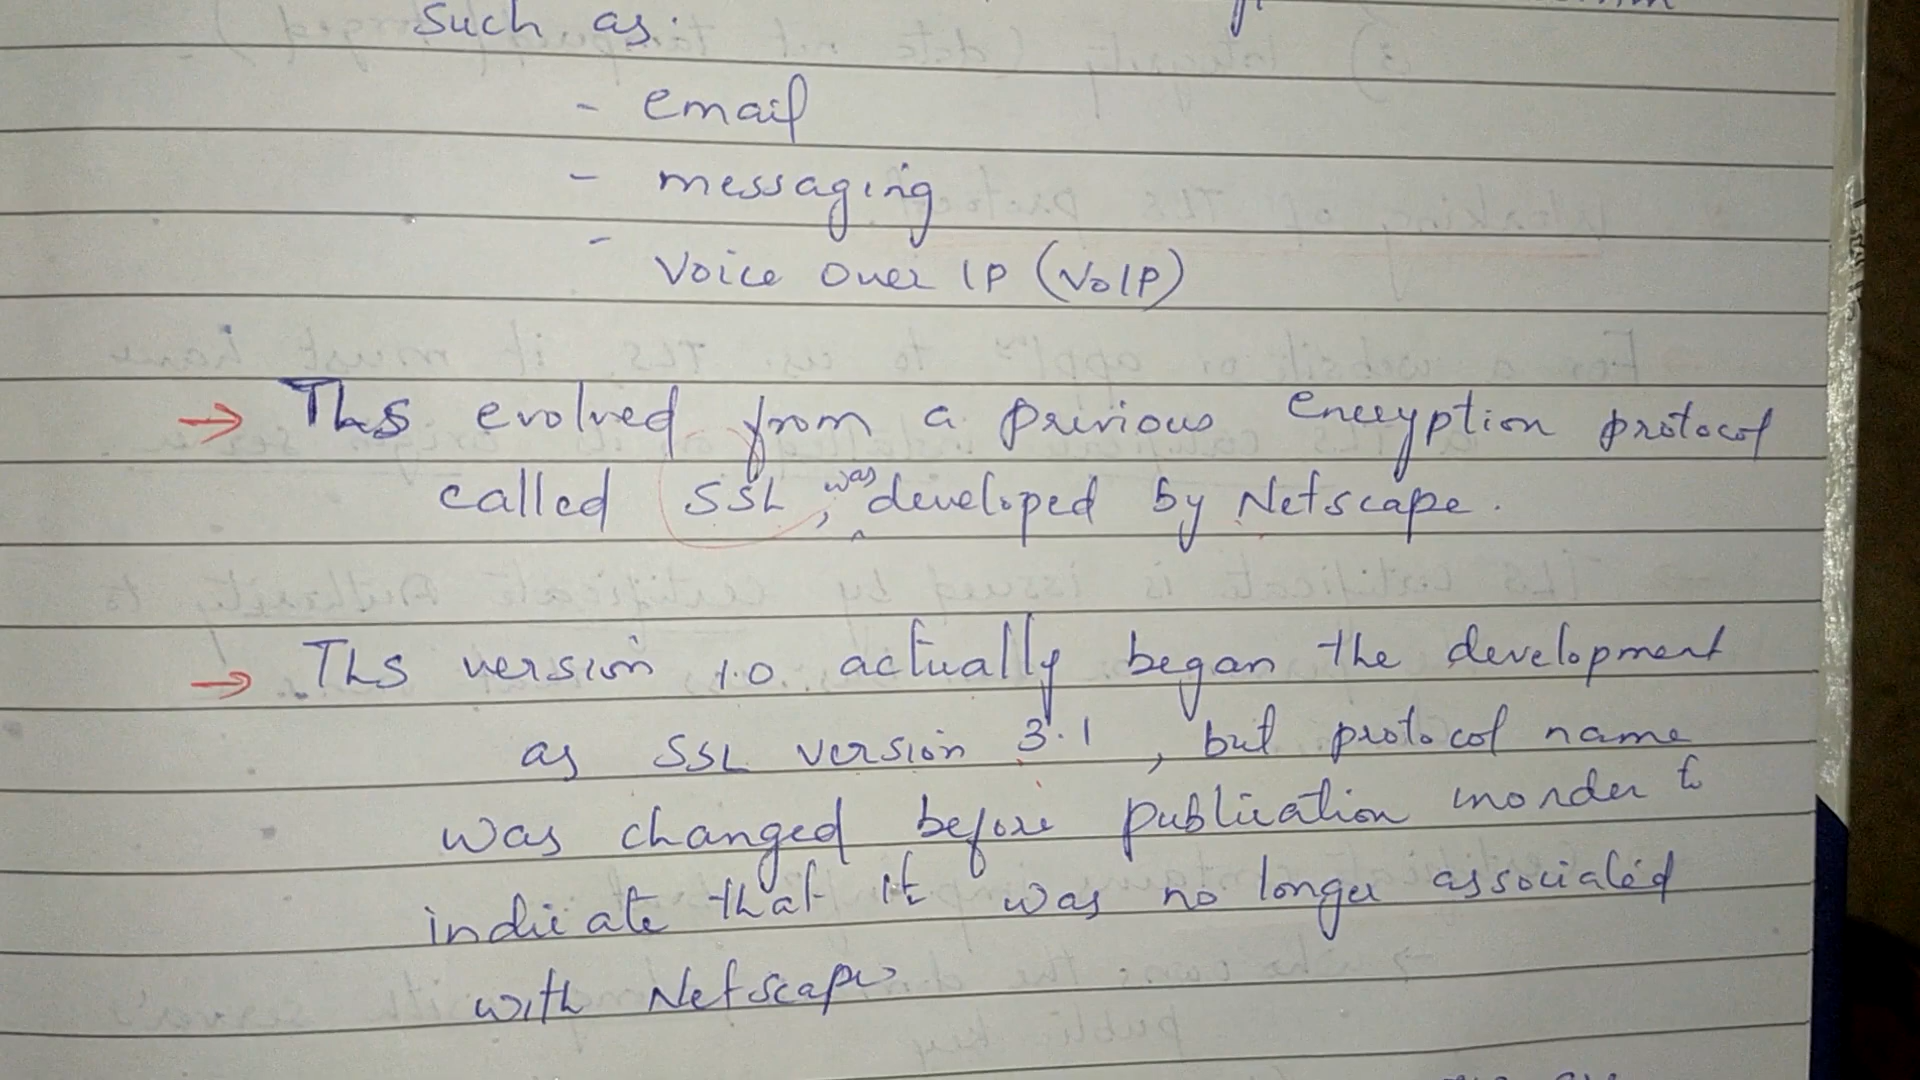 such as.
- email
- messaging
- Voice over IP (VoIP)
→ TLS evolved from a previous encryption protocol
called SSL, was developed by Netscape.
→ TLS version 1.0 actually began the development
as SSL version 3.1, but protocol name
was changed before publication inorder to
indicate that it was no longer associated
with Netscape